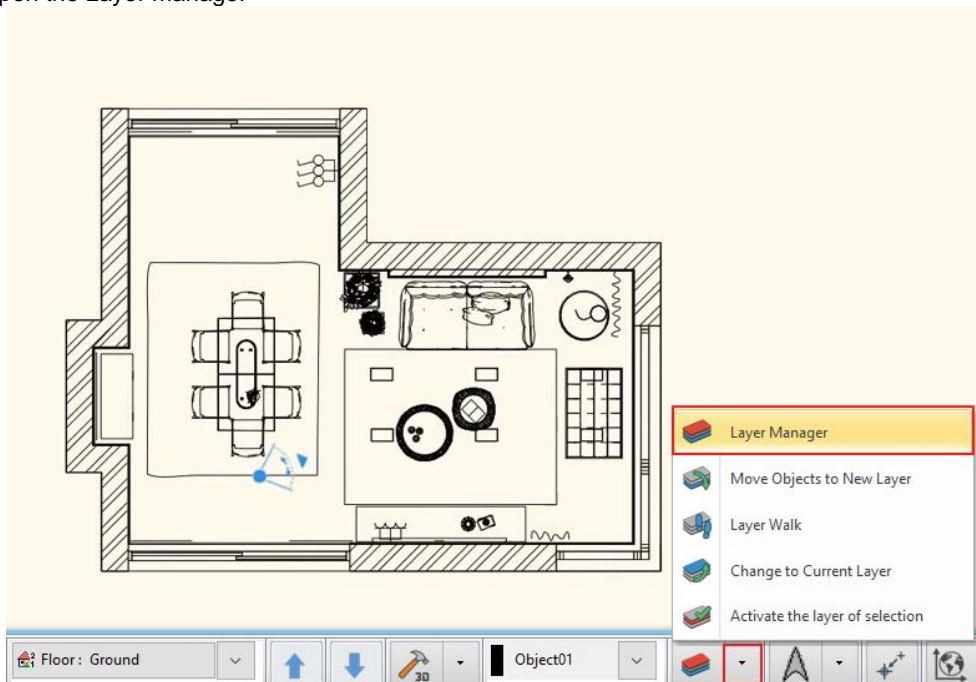 Layer Manager
Move Objects to New Layer
Layer Walk
Change to Current Layer
Activate the layer of selection
Floor : Ground
3D
Object01